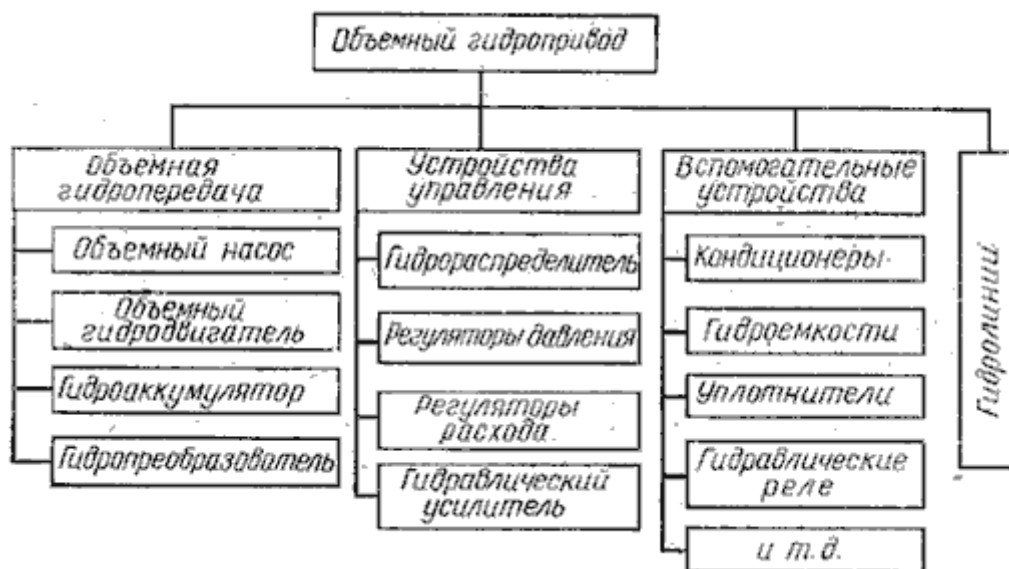 Объемный гидропривод
Объемная
гидропередача
Объемный насос
Объемный
гидродвигатель
Гидроаккумулятор
Гидропреобразователь
Устройства
управления
Гидрораспределитель
Регуляторы давления
Регуляторы
расхода
Гидравлический
усилитель
Вспомогательные
устройства
Кондиционеры
Гидроемкости
Уплотнители
Гидравлические
реле
и т.д.
Гидролиний